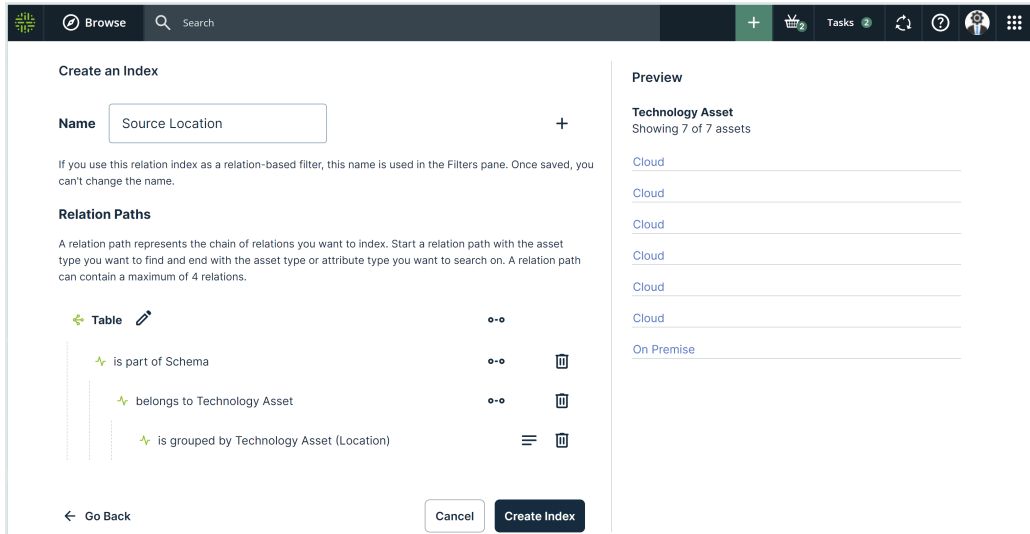 Browse
Search
2
Tasks 2
Create an Index
Name
Source Location
If you use this relation index as a relation-based filter, this name is used in the Filters pane. Once saved, you
can't change the name.
Relation Paths
A relation path represents the chain of relations you want to index. Start a relation path with the asset
type you want to find and end with the asset type or attribute type you want to search on. A relation path
can contain a maximum of 4 relations.
Table
is part of Schema
belongs to Technology Asset
is grouped by Technology Asset (Location)
Go Back
Cancel
Create Index
Preview
Technology Asset
Showing 7 of 7 assets
Cloud
Cloud
Cloud
Cloud
Cloud
Cloud
On Premise